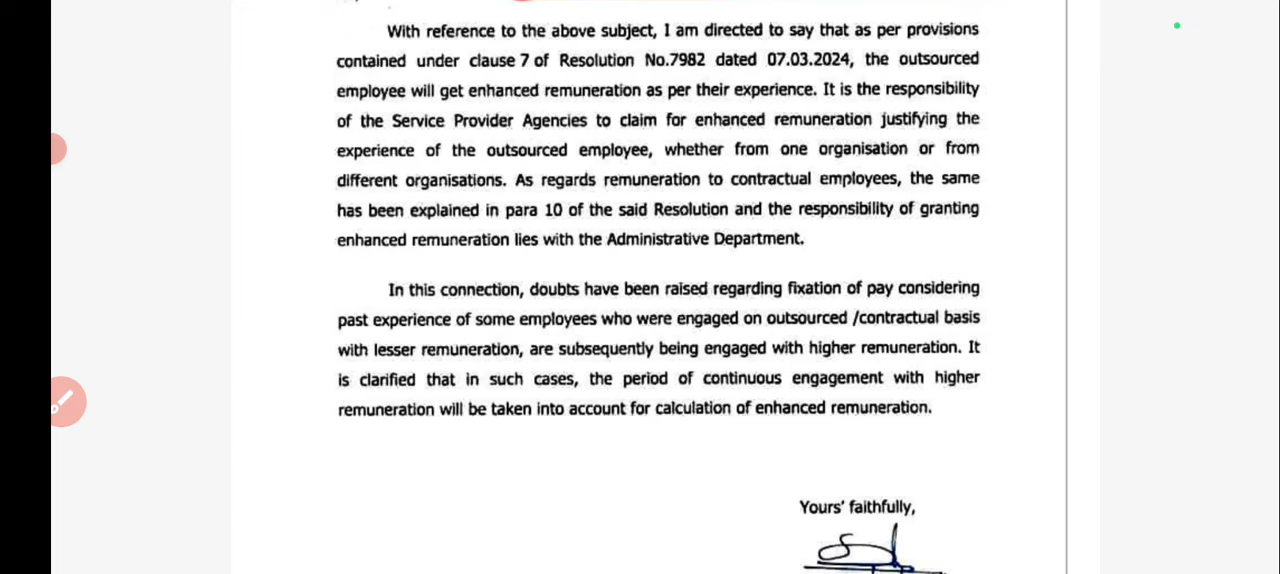 With reference to the above subject, I am directed to say that as per provisions
contained under clause 7 of Resolution No.7982 dated 07.03.2024, the outsourced
employee will get enhanced remuneration as per their experience. It is the responsibility
of the Service Provider Agencies to claim for enhanced remuneration justifying the
experience of the outsourced employee, whether from one organisation or from
different organisations. As regards remuneration to contractual employees, the same
has been explained in para 10 of the said Resolution and the responsibility of granting
enhanced remuneration lies with the Administrative Department.
In this connection, doubts have been raised regarding fixation of pay considering
past experience of some employees who were engaged on outsourced /contractual basis
with lesser remuneration, are subsequently being engaged with higher remuneration. It
is clarified that in such cases, the period of continuous engagement with higher
remuneration will be taken into account for calculation of enhanced remuneration.
Yours' faithfully,